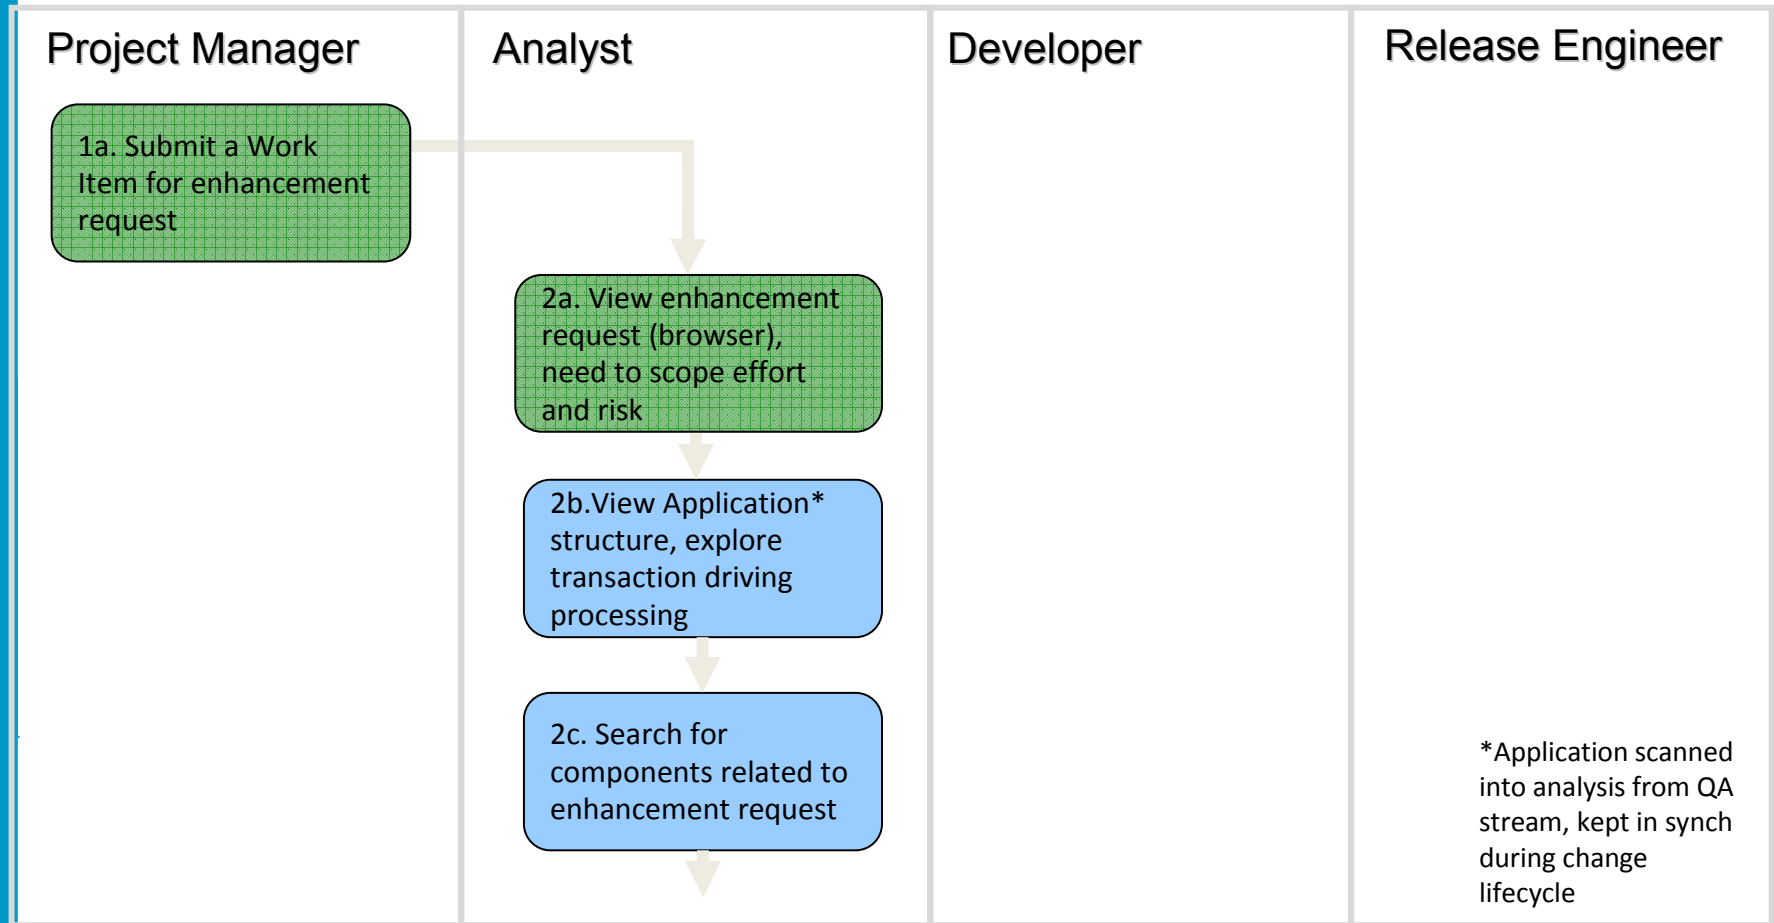 Project Manager
Analyst
Developer
Release Engineer
1a. Submit a Work
Item for enhancement
request
2a. View enhancement
request (browser),
need to scope effort
and risk
2b.View Application*
structure, explore
transaction driving
processing
2c. Search for
components related to
enhancement request
*Application scanned
into analysis from QA
stream, kept in synch
during change
lifecycle